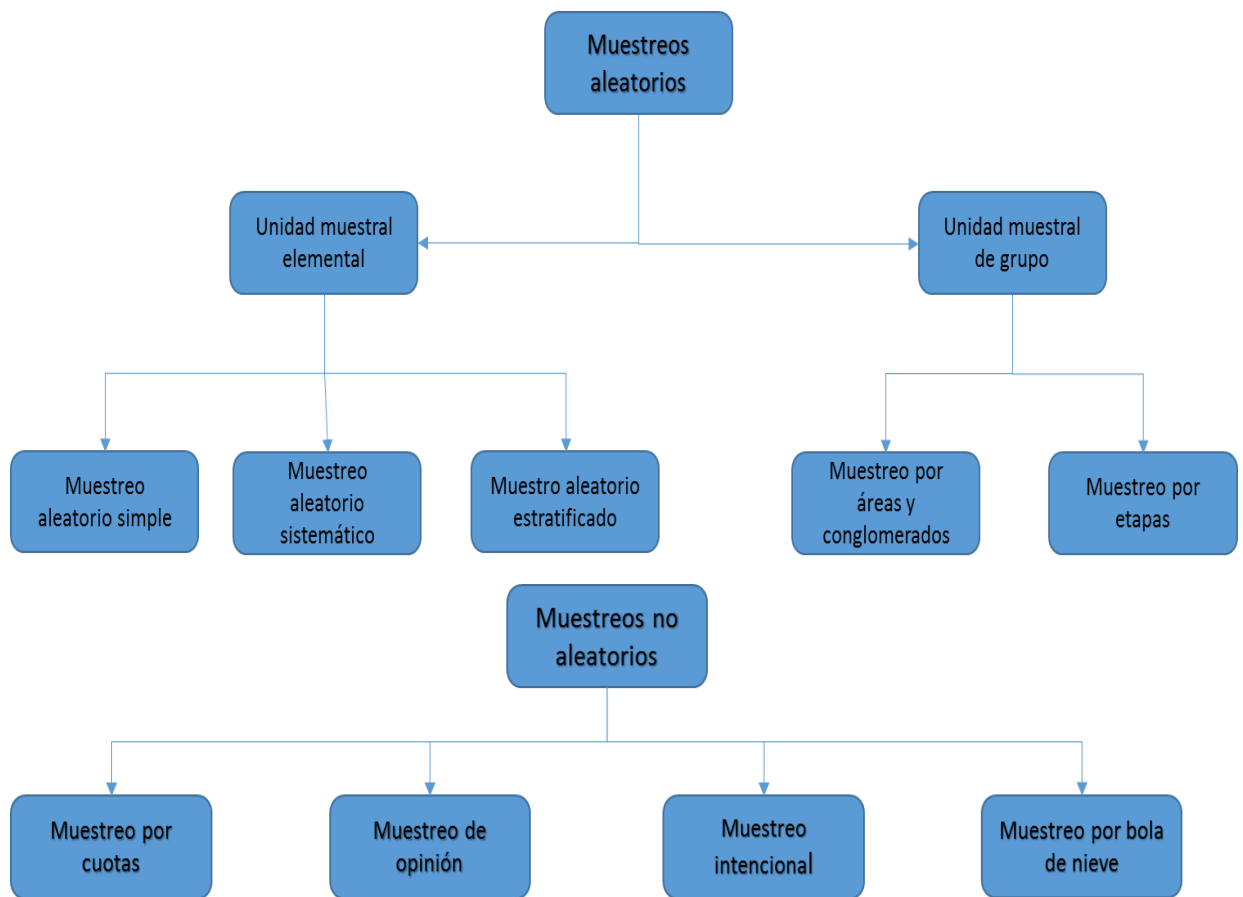 Muestreos
aleatorios
Unidad muestral
elemental
Unidad muestral
de grupo
Muestreo
aleatorio simple
Muestreo
aleatorio
sistemático
Muestro aleatorio
estratificado
Muestreo por
áreas y
conglomerados
Muestreo por
etapas
Muestreos no
aleatorios
Muestreo por
cuotas
Muestreo de
opinión
Muestreo
intencional
Muestreo por bola
de nieve